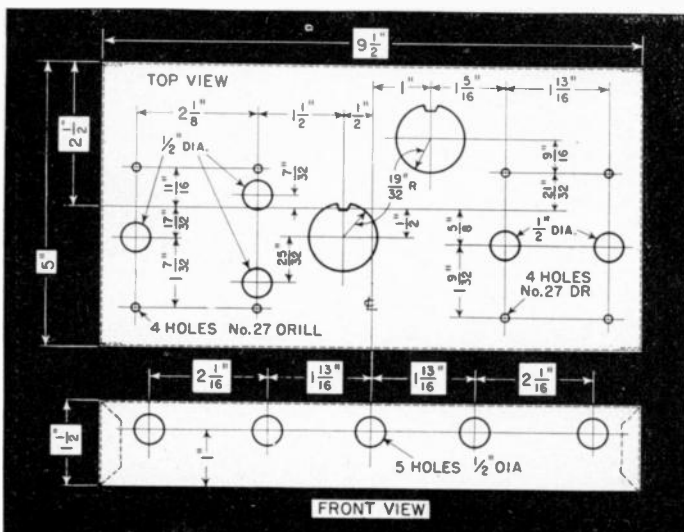 9 1/2"
TOP VIEW
1" 1 5/16" 1 13/16"
2 1/8" 1 1/2" 1/2"
2 1/2"
1/2" DIA.
7/32"
9/16"
11/16"
19/32" R
21/32"
17/32"
1/2"
5/8"
1/2" DIA.
5"
25/32"
1 7/32"
1 9/32"
4 HOLES
No.27 DR
4 HOLES No.27 ORILL
2 1/16" 1 13/16" 1 13/16" 2 1/16"
1 1/2"
1"
5 HOLES 1/2" OIA
FRONT VIEW